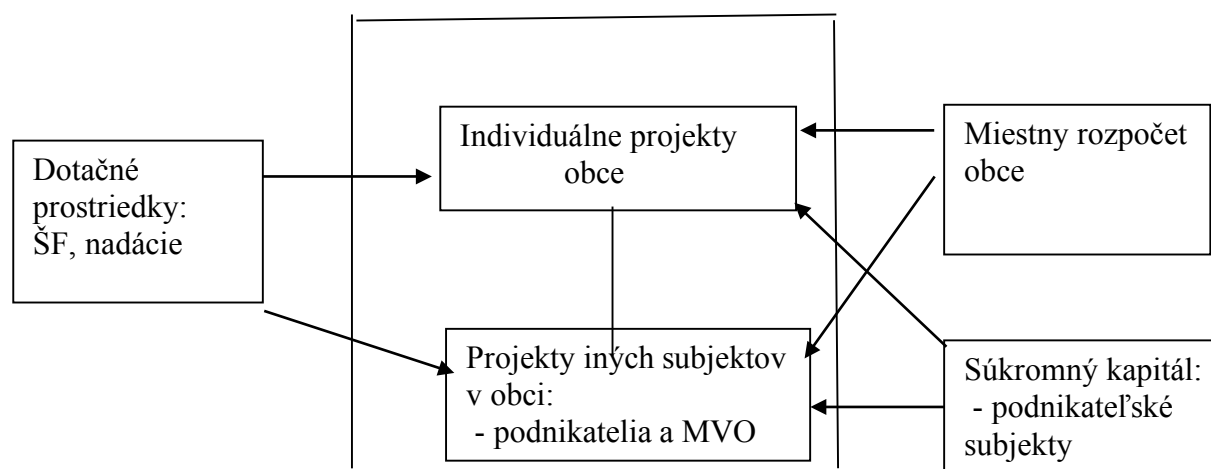 Dotačné
prostriedky:
ŠF, nadácie
Individuálne projekty
obce
Projekty iných subjektov
v obci:
- podnikatelia a MVO
Miestny rozpočet
obce
Súkromný kapitál:
- podnikateľské
subjekty